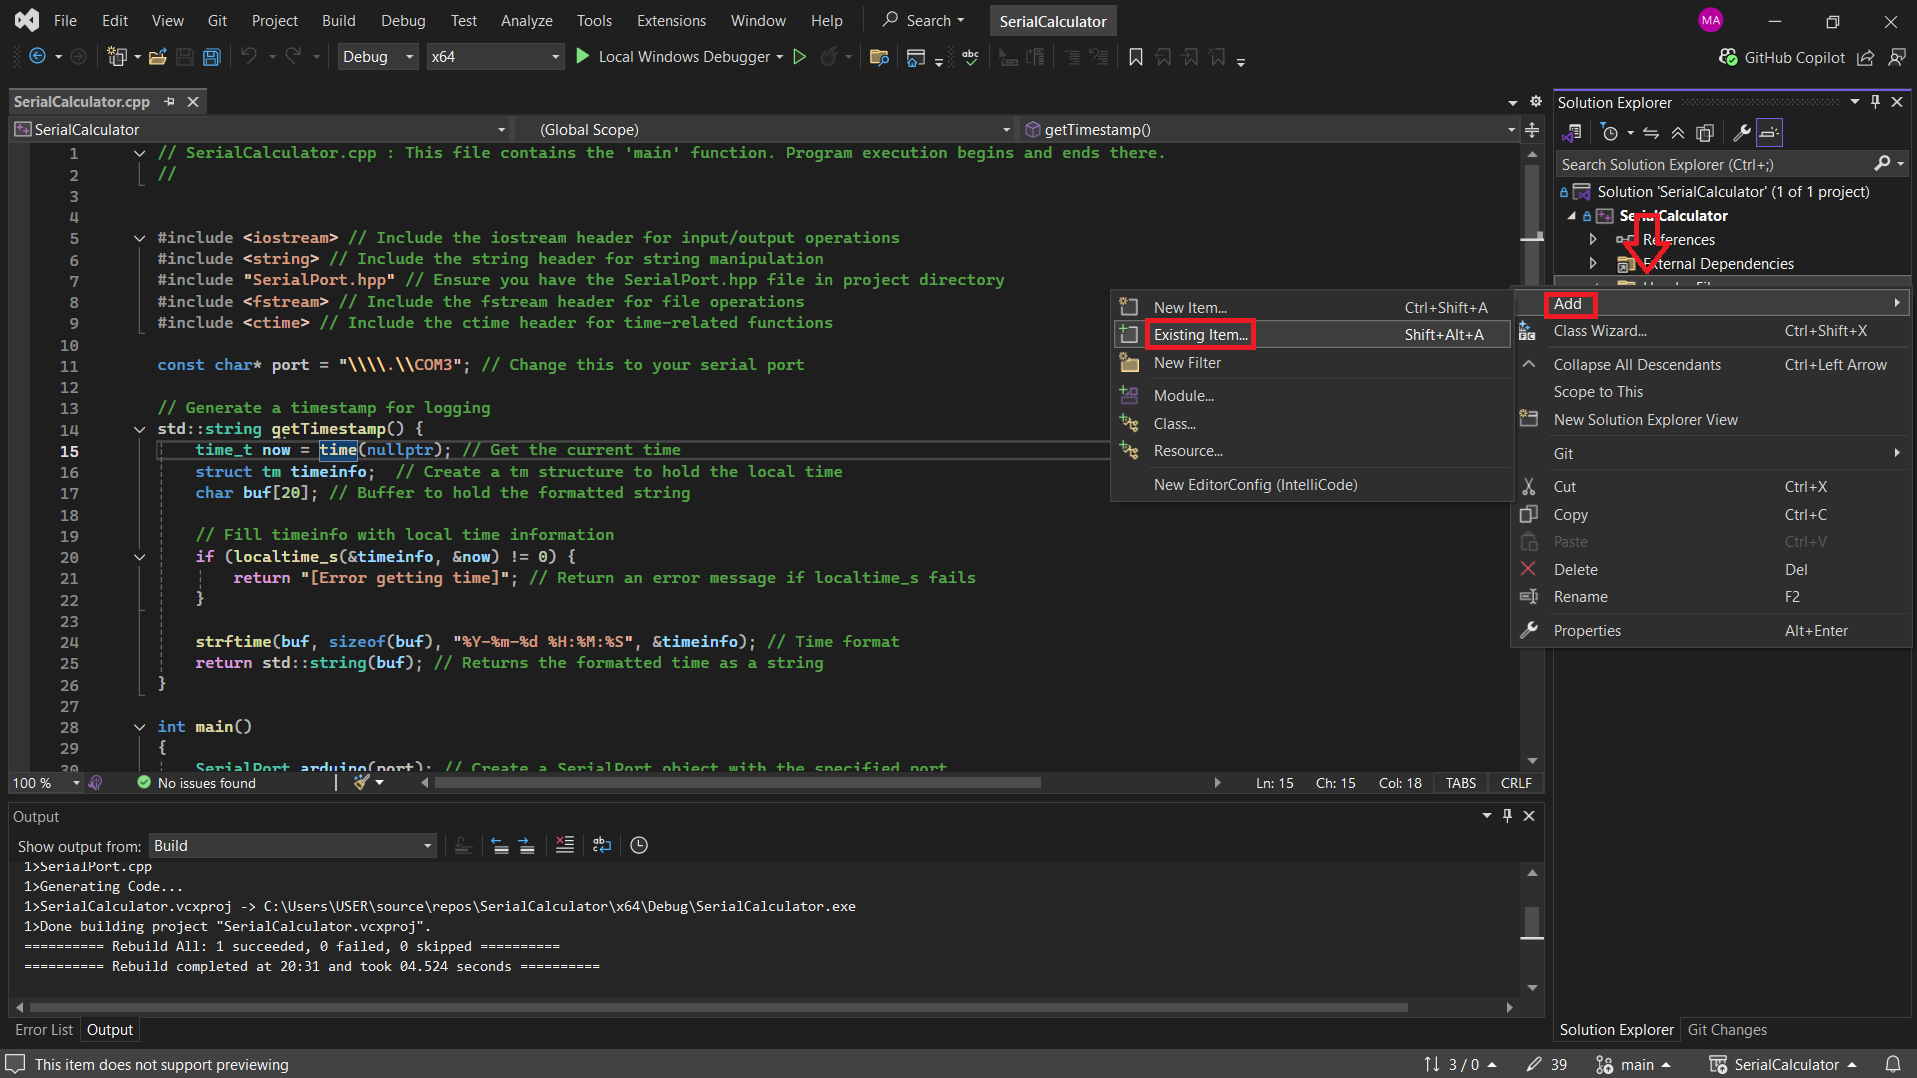 File Edit View Git Project Build Debug Test Analyze Tools Extensions Window Help Search SerialCalculator MA
Debug x64 Local Windows Debugger abc GitHub Copilot
SerialCalculator.cpp
SerialCalculator (Global Scope) getTimestamp()
1 // SerialCalculator.cpp : This file contains the 'main' function. Program execution begins and ends there.
2 //
3
4
5 #include <iostream> // Include the iostream header for input/output operations
6 #include <string> // Include the string header for string manipulation
7 #include "SerialPort.hpp" // Ensure you have the SerialPort.hpp file in project directory
8 #include <fstream> // Include the fstream header for file operations
9 #include <ctime> // Include the ctime header for time-related functions
10
11 const char* port = "\\\\.\\COM3"; // Change this to your serial port
12
13 // Generate a timestamp for logging
14 std::string getTimestamp() {
15 time_t now = time(nullptr); // Get the current time
16 struct tm timeinfo; // Create a tm structure to hold the local time
17 char buf[20]; // Buffer to hold the formatted string
18
19 // Fill timeinfo with local time information
20 if (localtime_s(&timeinfo, &now) != 0) {
21 return "[Error getting time]"; // Return an error message if localtime_s fails
22 }
23
24 strftime(buf, sizeof(buf), "%Y-%m-%d %H:%M:%S", &timeinfo); // Time format
25 return std::string(buf); // Returns the formatted time as a string
26 }
27
28 int main()
29 {
30 SerialPort arduino(port); // Create a SerialPort object with the specified port
100 % No issues found Ln: 15 Ch: 15 Col: 18 TABS CRLF
Solution Explorer
Search Solution Explorer (Ctrl+;)
Solution 'SerialCalculator' (1 of 1 project)
SerialCalculator
References
External Dependencies
New Item... Ctrl+Shift+A
Existing Item... Shift+Alt+A
New Filter
Module...
Class...
Resource...
New EditorConfig (IntelliCode)
Add
Class Wizard... Ctrl+Shift+X
Collapse All Descendants Ctrl+Left Arrow
Scope to This
New Solution Explorer View
Git
Cut Ctrl+X
Copy Ctrl+C
Paste Ctrl+V
Delete Del
Rename F2
Properties Alt+Enter
Output
Show output from: Build
1>SerialPort.cpp
1>Generating Code...
1>SerialCalculator.vcxproj -> C:\Users\USER\source\repos\SerialCalculator\x64\Debug\SerialCalculator.exe
1>Done building project "SerialCalculator.vcxproj".
========== Rebuild All: 1 succeeded, 0 failed, 0 skipped ==========
========== Rebuild completed at 20:31 and took 04.524 seconds ==========
Error List Output
Solution Explorer Git Changes
This item does not support previewing 3 / 0 39 main SerialCalculator